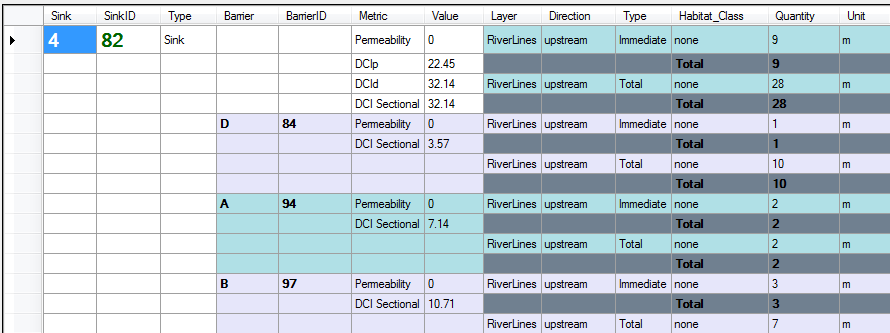 Sink SinkID Type Barrier BarrierID Metric Value Layer Direction Type Habitat_Class Quantity Unit
4 82 Sink Permeability 0 RiverLines upstream Immediate none 9 m
DCIp 22.45 Total 9
DCId 32.14 RiverLines upstream Total none 28 m
DCI Sectional 32.14 Total 28
D 84 Permeability 0 RiverLines upstream Immediate none 1 m
DCI Sectional 3.57 Total 1
RiverLines upstream Total none 10 m
Total 10
A 94 Permeability 0 RiverLines upstream Immediate none 2 m
DCI Sectional 7.14 Total 2
RiverLines upstream Total none 2 m
Total 2
B 97 Permeability 0 RiverLines upstream Immediate none 3 m
DCI Sectional 10.71 Total 3
RiverLines upstream Total none 7 m